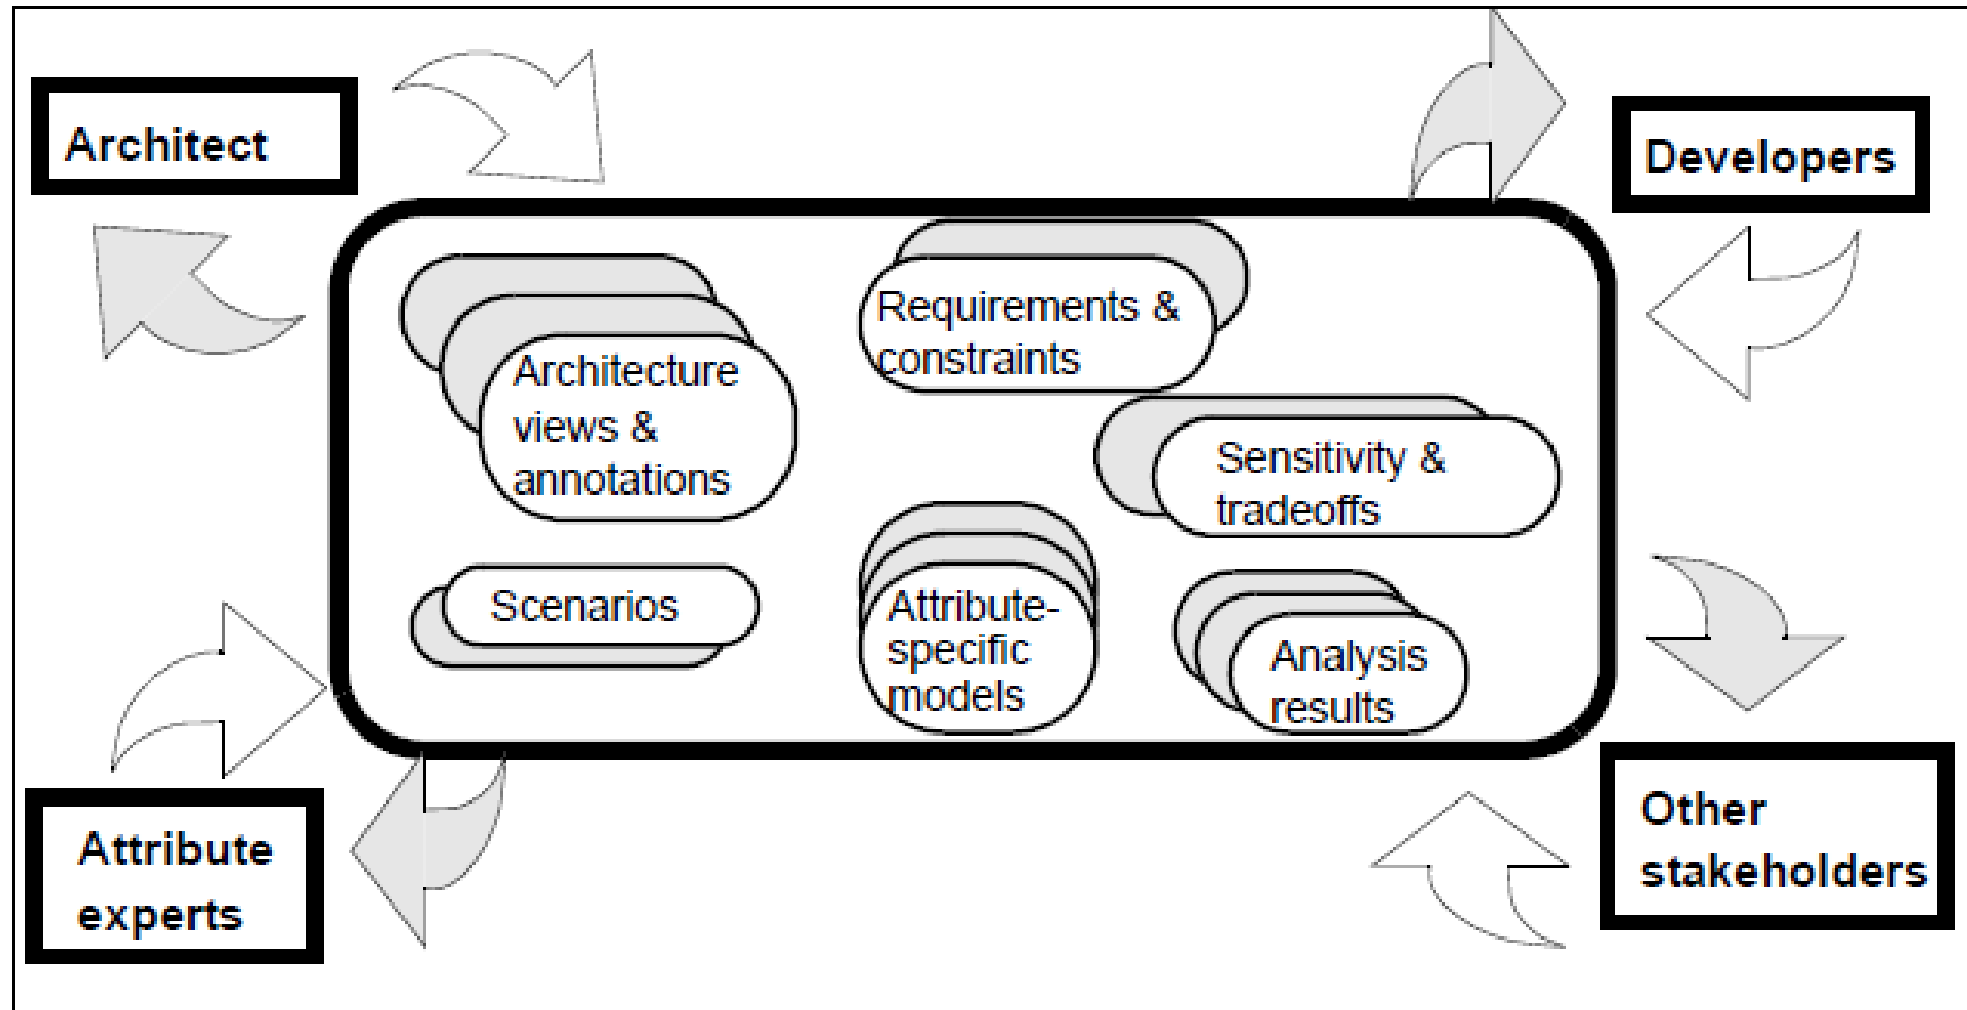 Architect
Developers
Requirements &
constraints
Architecture
views &
annotations
Sensitivity &
tradeoffs
Scenarios
Attribute-
specific
models
Analysis
results
Attribute
experts
Other
stakeholders